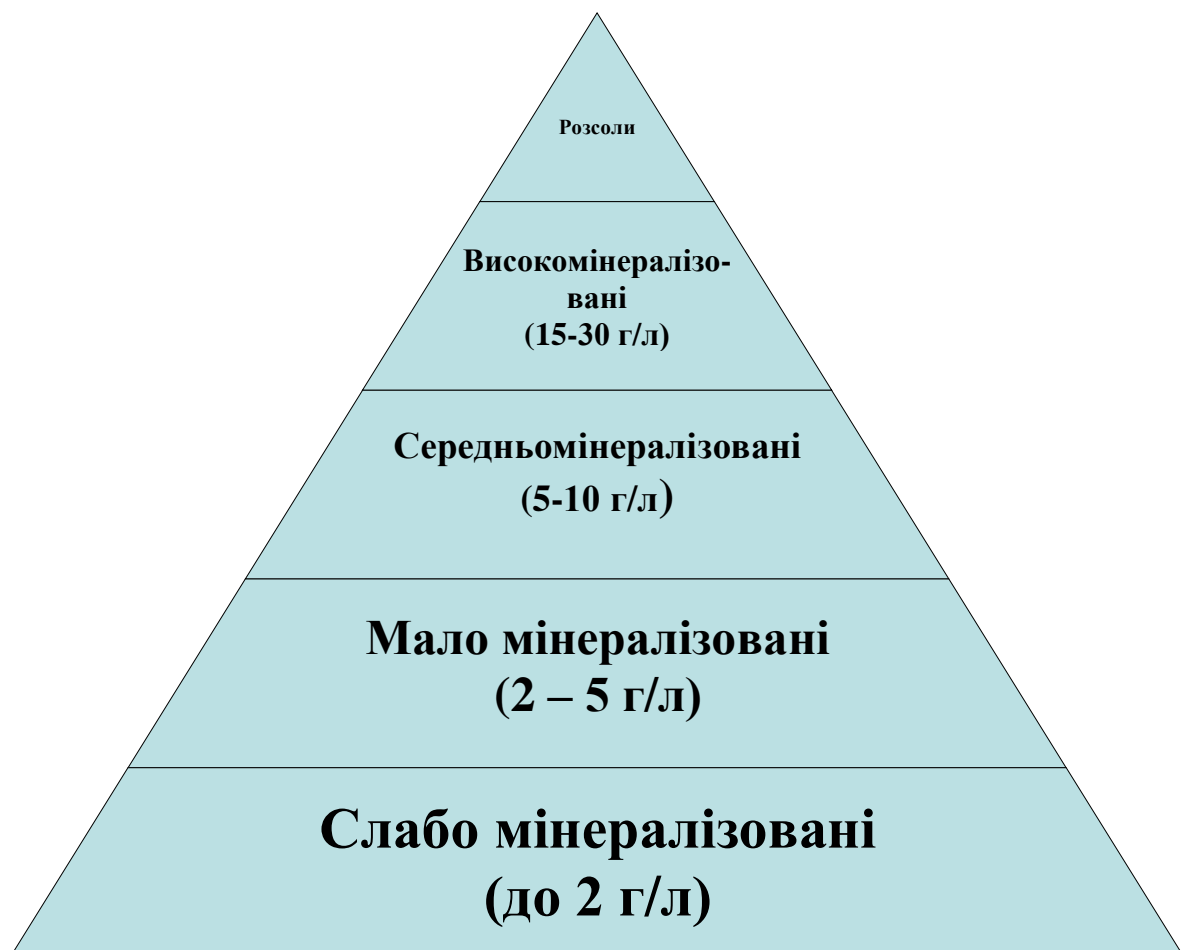 Розсоли
Високомінералізо-
вані
(15-30 г/л)
Середньомінералізовані
(5-10 г/л)
Мало мінералізовані
(2 – 5 г/л)
Слабо мінералізовані
(до 2 г/л)